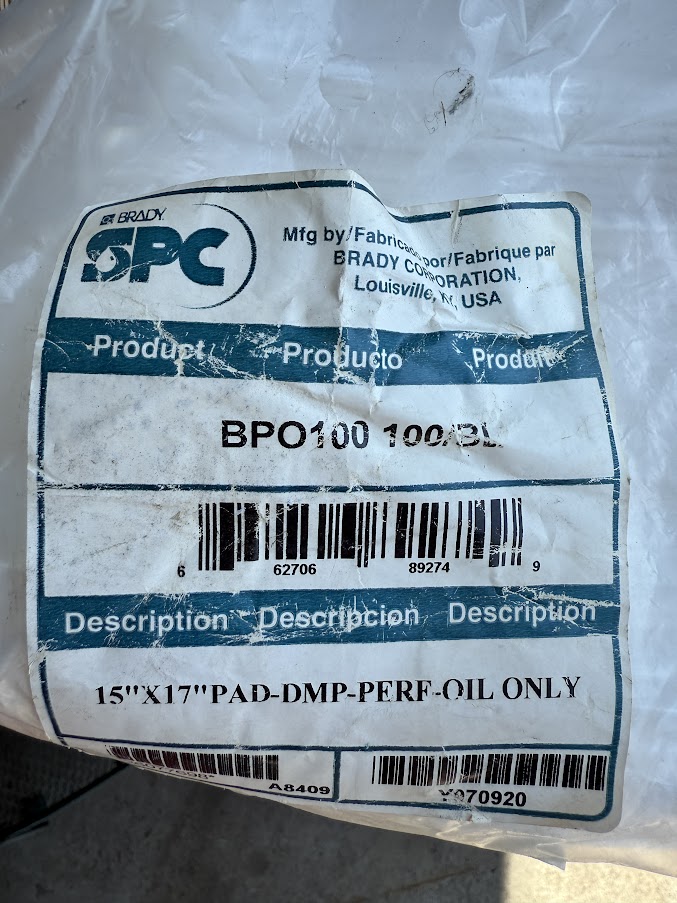 BRADY
SPC
Mfg by/Fabricado por/Fabrique par
BRADY CORPORATION,
Louisville, KY, USA
Product Producto Produit
BPO100 100/BL
6 62706 89274 9
Description Descripcion Description
15"X17"PAD-DMP-PERF-OIL ONLY
A8409
Y070920